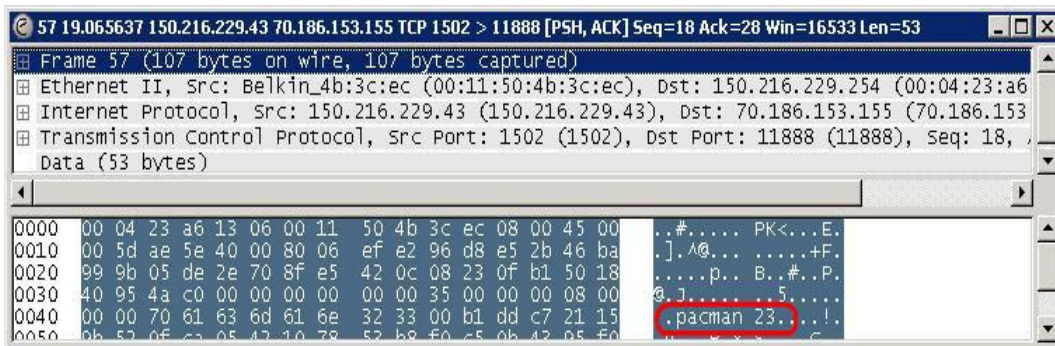 57 19.065637 150.216.229.43 70.186.153.155 TCP 1502 > 11888 [PSH, ACK] Seq=18 Ack=28 Win=16533 Len=53
Frame 57 (107 bytes on wire, 107 bytes captured)
Ethernet II, Src: Belkin_4b:3c:ec (00:11:50:4b:3c:ec), Dst: 150.216.229.254 (00:04:23:a6
Internet Protocol, Src: 150.216.229.43 (150.216.229.43), Dst: 70.186.153.155 (70.186.153
Transmission Control Protocol, Src Port: 1502 (1502), Dst Port: 11888 (11888), Seq: 18,
Data (53 bytes)
0000 00 04 23 a6 13 06 00 11 50 4b 3c ec 08 00 45 00 ..#..... PK<...E.
0010 00 5d ae 5e 40 00 80 06 ef e2 96 d8 e5 2b 46 ba .].^@... .....+F.
0020 99 9b 05 de 2e 70 8f e5 42 0c 08 23 0f b1 50 18 .....p.. B..#..P.
0030 40 95 4a c0 00 00 00 00 00 00 35 00 00 00 08 00 @.J..... ..5.....
0040 00 00 70 61 63 6d 61 6e 32 33 00 b1 dd c7 21 15 ..pacman 23....!.
0050